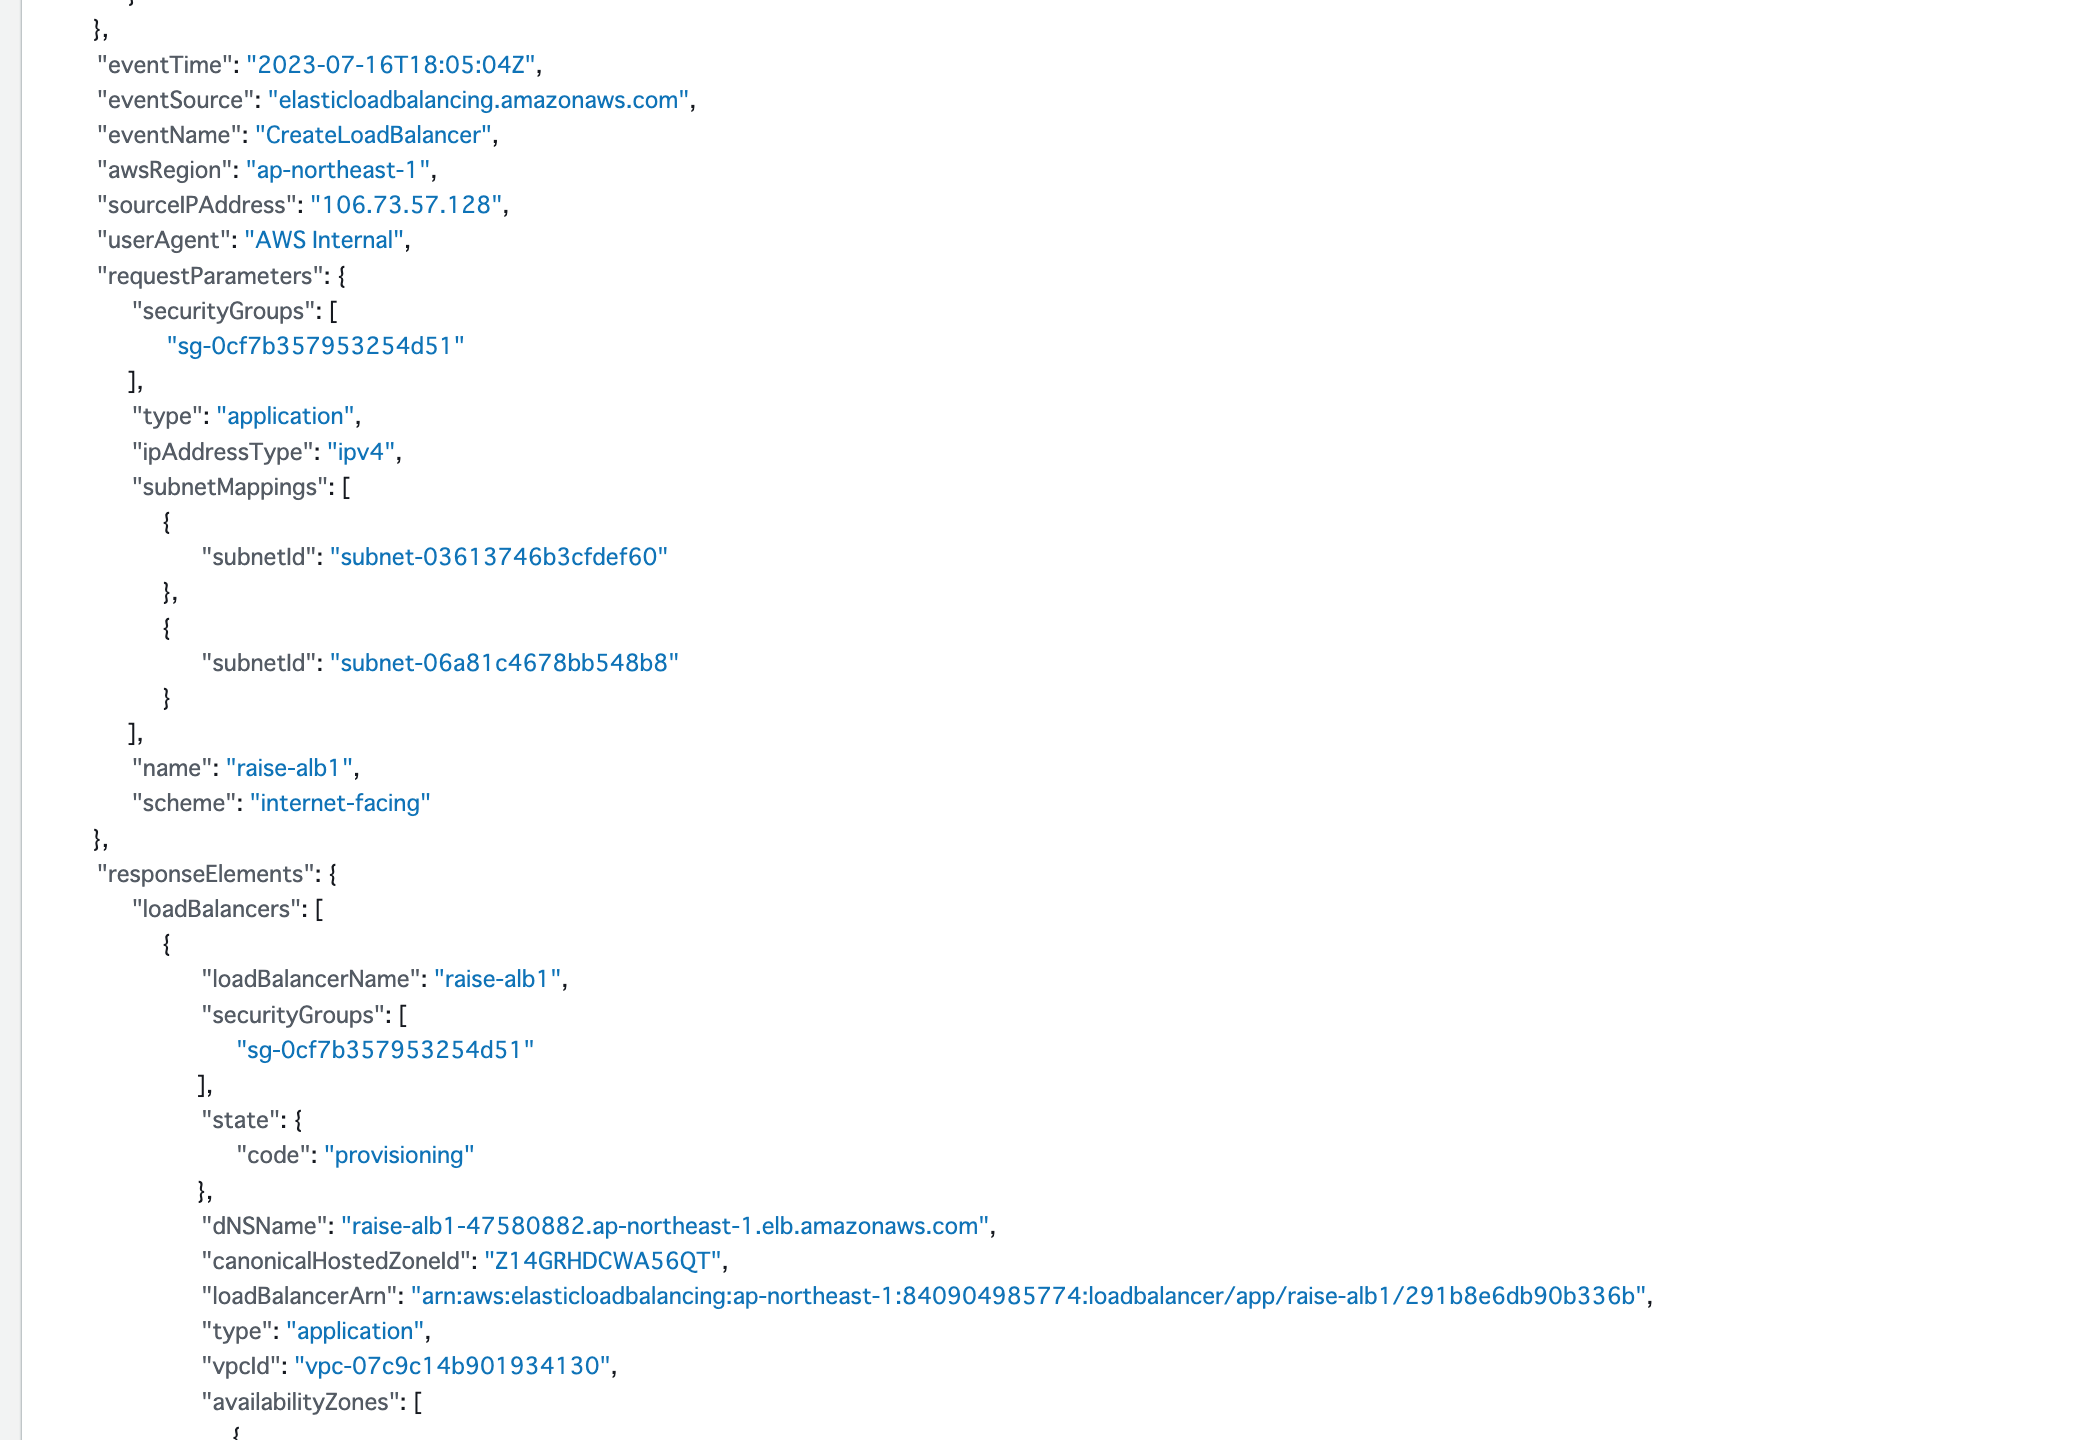 },
"eventTime": "2023-07-16T18:05:04Z",
"eventSource": "elasticloadbalancing.amazonaws.com",
"eventName": "CreateLoadBalancer",
"awsRegion": "ap-northeast-1",
"sourceIPAddress": "106.73.57.128",
"userAgent": "AWS Internal",
"requestParameters": {
"securityGroups": [
"sg-0cf7b357953254d51"
],
"type": "application",
"ipAddressType": "ipv4",
"subnetMappings": [
{
"subnetId": "subnet-03613746b3cfdef60"
},
{
"subnetId": "subnet-06a81c4678bb548b8"
}
],
"name": "raise-alb1",
"scheme": "internet-facing"
},
"responseElements": {
"loadBalancers": [
{
"loadBalancerName": "raise-alb1",
"securityGroups": [
"sg-0cf7b357953254d51"
],
"state": {
"code": "provisioning"
},
"dNSName": "raise-alb1-47580882.ap-northeast-1.elb.amazonaws.com",
"canonicalHostedZoneId": "Z14GRHDCWA56QT",
"loadBalancerArn": "arn:aws:elasticloadbalancing:ap-northeast-1:840904985774:loadbalancer/app/raise-alb1/291b8e6db90b336b",
"type": "application",
"vpcId": "vpc-07c9c14b901934130",
"availabilityZones": [
{